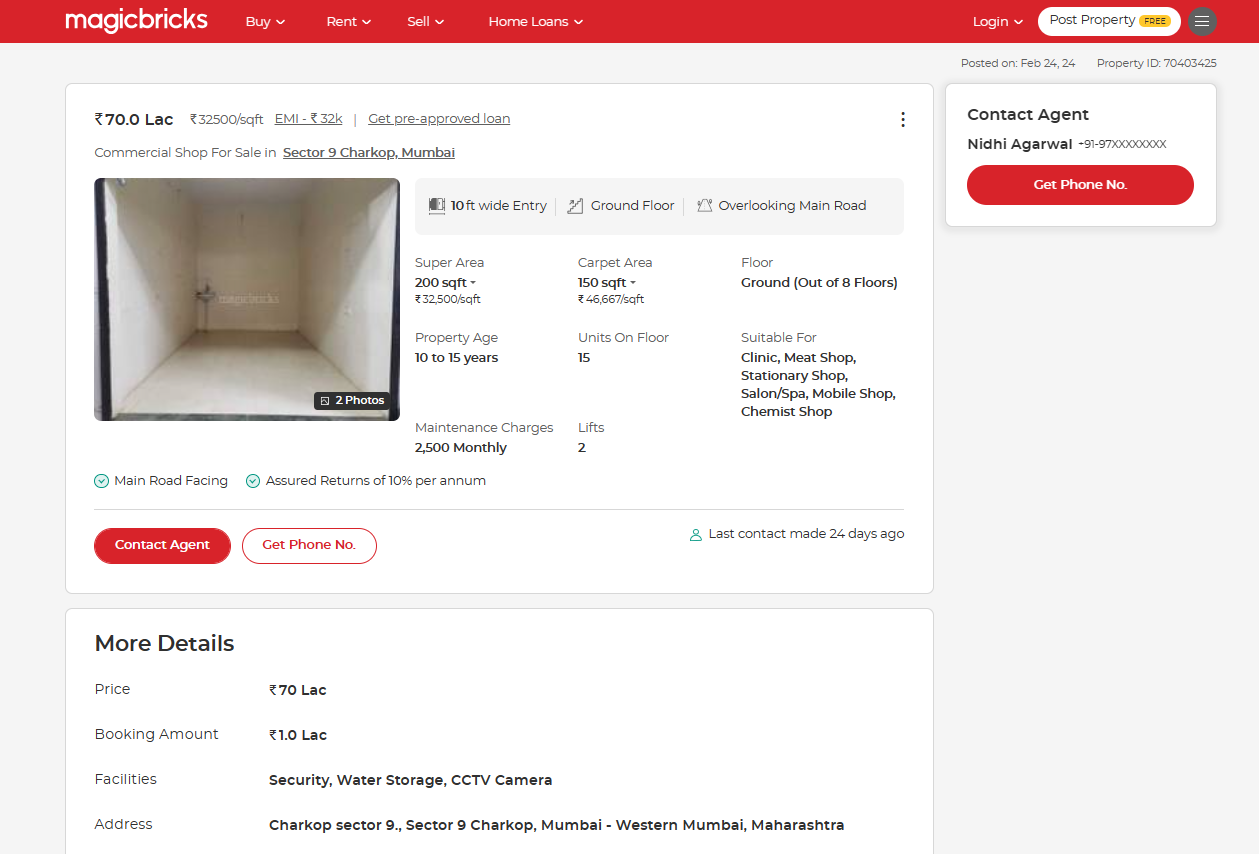 magicbricks
Buy
Rent
Sell
Home Loans
Login
Post Property FREE
Posted on: Feb 24, 24
Property ID: 70403425
₹70.0 Lac ₹32500/sqft EMI - ₹ 32k | Get pre-approved loan
Commercial Shop For Sale in Sector 9 Charkop, Mumbai
magicbricks
2 Photos
10 ft wide Entry
Ground Floor
Overlooking Main Road
Super Area
200 sqft
₹32,500/sqft
Carpet Area
150 sqft
₹46,667/sqft
Floor
Ground (Out of 8 Floors)
Property Age
10 to 15 years
Units On Floor
15
Suitable For
Clinic, Meat Shop,
Stationary Shop,
Salon/Spa, Mobile Shop,
Chemist Shop
Maintenance Charges
2,500 Monthly
Lifts
2
Main Road Facing
Assured Returns of 10% per annum
Contact Agent
Get Phone No.
Last contact made 24 days ago
Contact Agent
Nidhi Agarwal +91-97XXXXXXXX
Get Phone No.
More Details
Price ₹70 Lac
Booking Amount ₹1.0 Lac
Facilities Security, Water Storage, CCTV Camera
Address Charkop sector 9., Sector 9 Charkop, Mumbai - Western Mumbai, Maharashtra